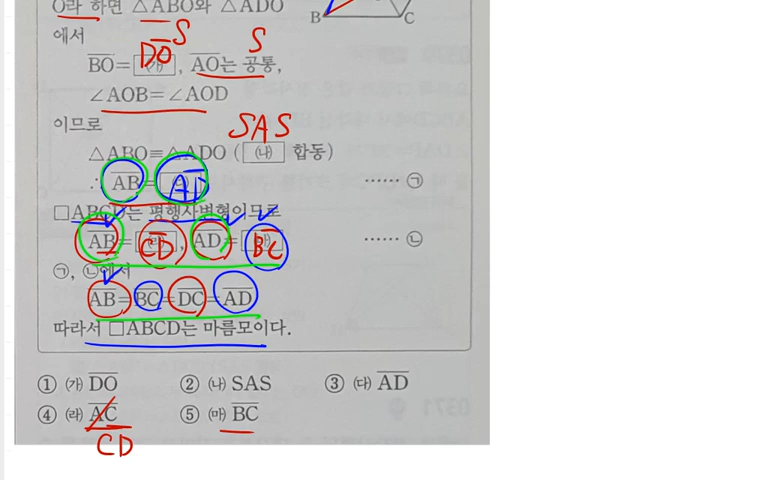 O라 하면 △ABO와 △ADO
B C
에서 S S
BO= DO (가), AO는 공통,
∠AOB=∠AOD
이므로 SAS
△ABO≡△ADO ( (나) 합동)
∴ AB= …… ㉠
□ABCD는 평행사변형이므로
AB= CD, AD= BC …… ㉡
㉠, ㉡에서
AB=BC=DC=AD
따라서 □ABCD는 마름모이다.
① ㈎ DO ② ㈏ SAS ③ ㈐ AD
④ ㈑ AC ⑤ ㈒ BC
CD